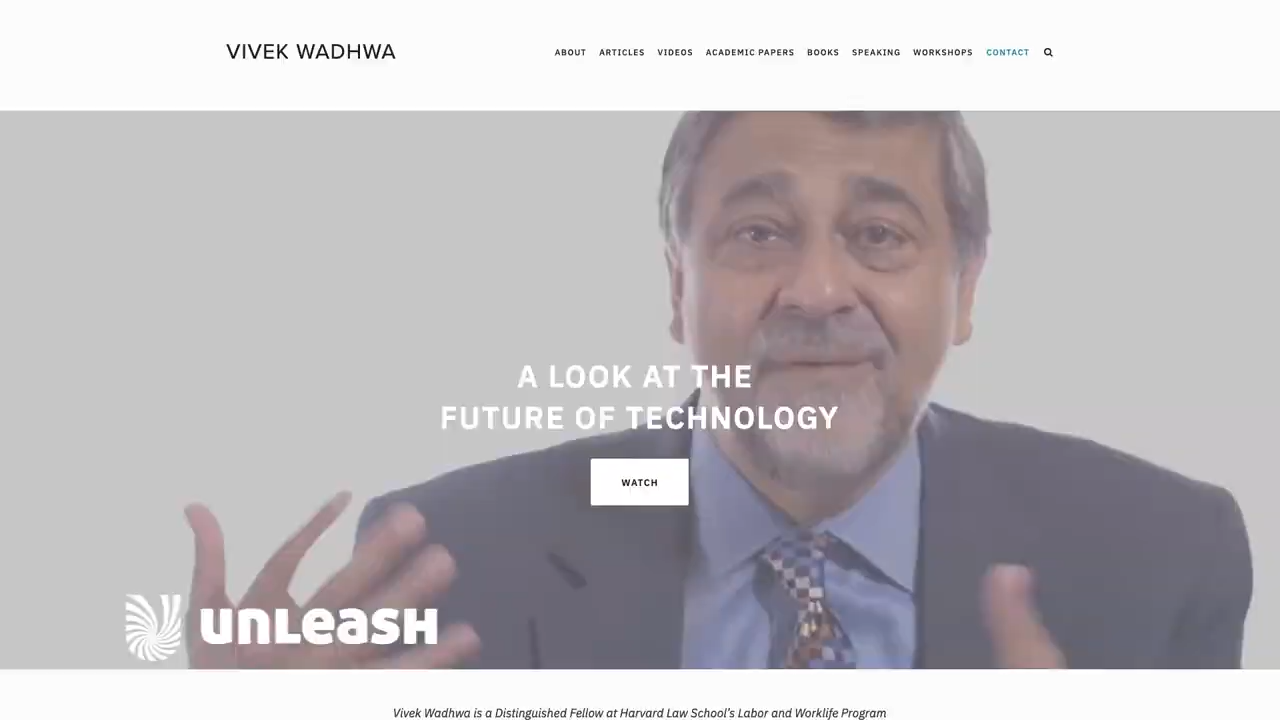 VIVEK WADHWA
ABOUT ARTICLES VIDEOS ACADEMIC PAPERS BOOKS SPEAKING WORKSHOPS CONTACT
A LOOK AT THE
FUTURE OF TECHNOLOGY
WATCH
UNLEASH
Vivek Wadhwa is a Distinguished Fellow at Harvard Law School's Labor and Worklife Program